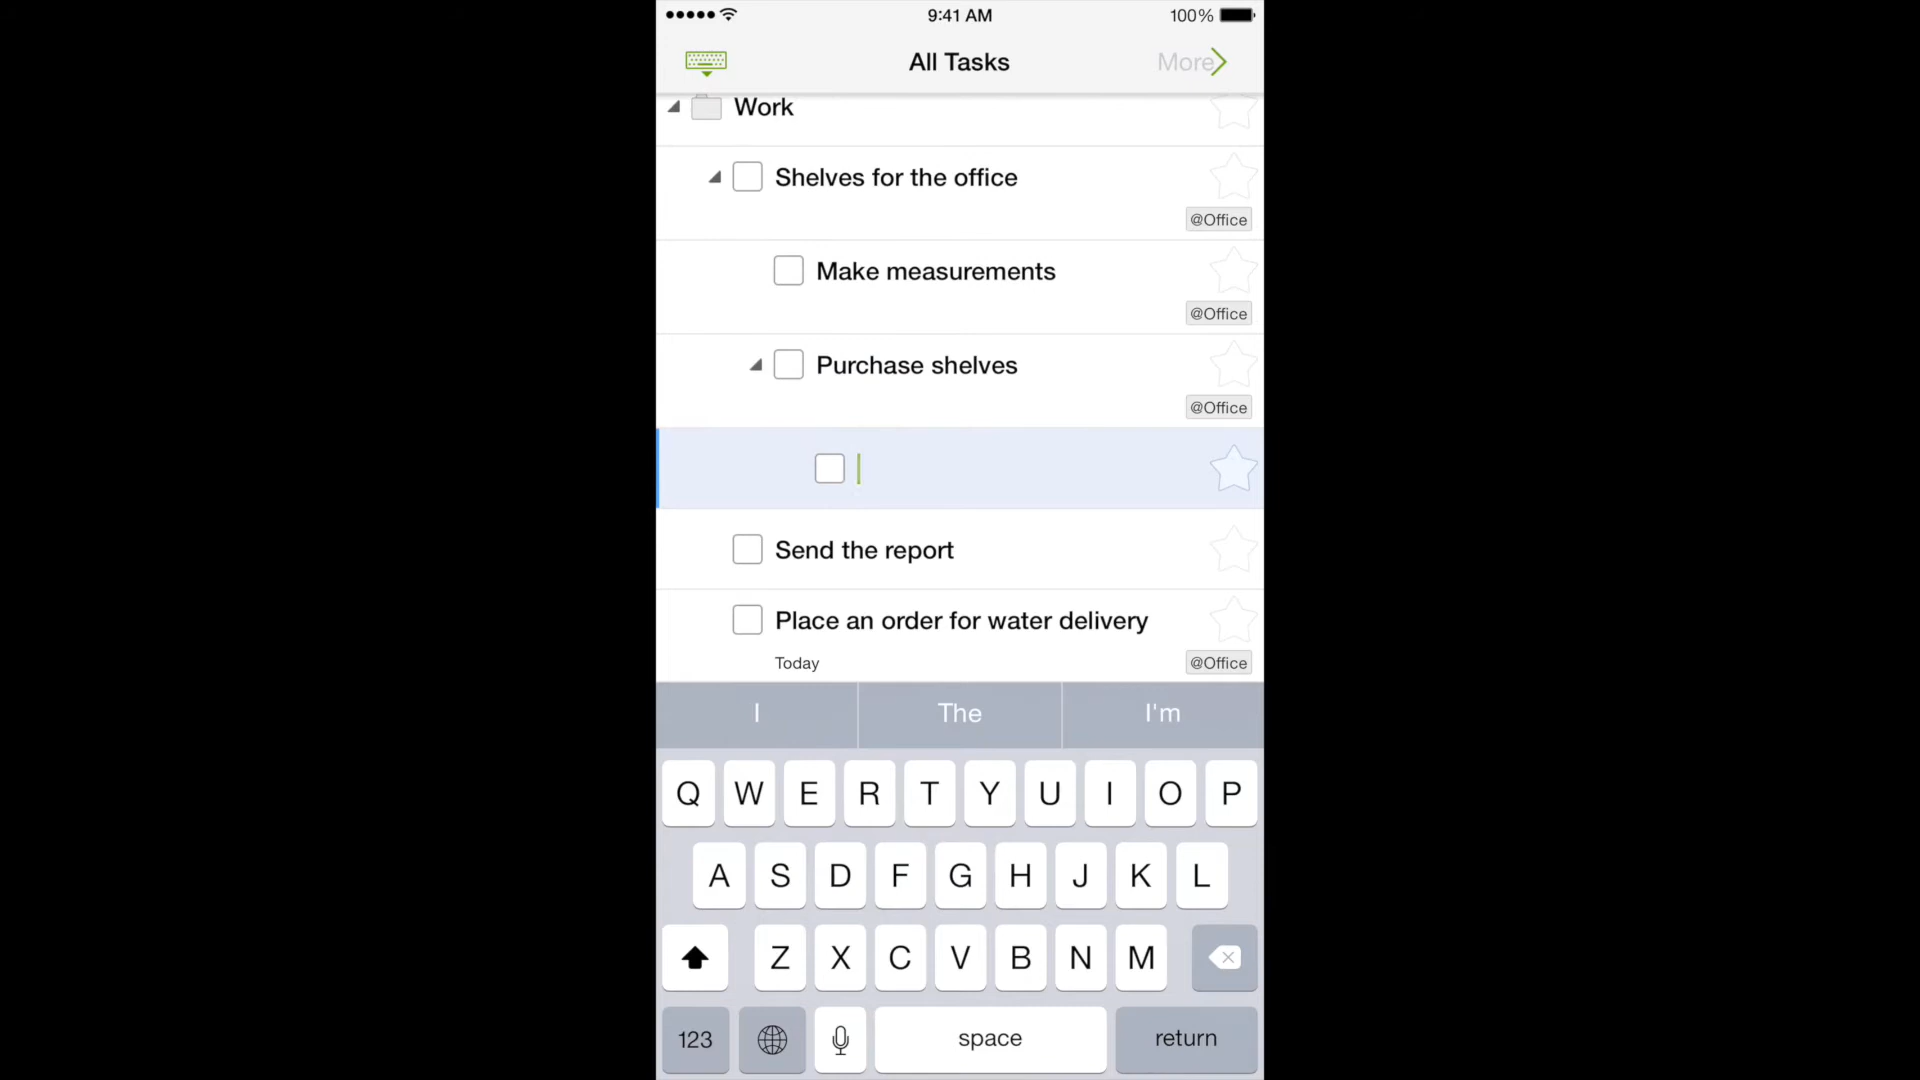 9:41 AM
100%
All Tasks
More
Work
Shelves for the office
@Office
Make measurements
@Office
Purchase shelves
@Office
Send the report
Place an order for water delivery
Today
@Office
I
The
I'm
Q W E R T Y U I O P
A S D F G H J K L
Z X C V B N M
123
space
return